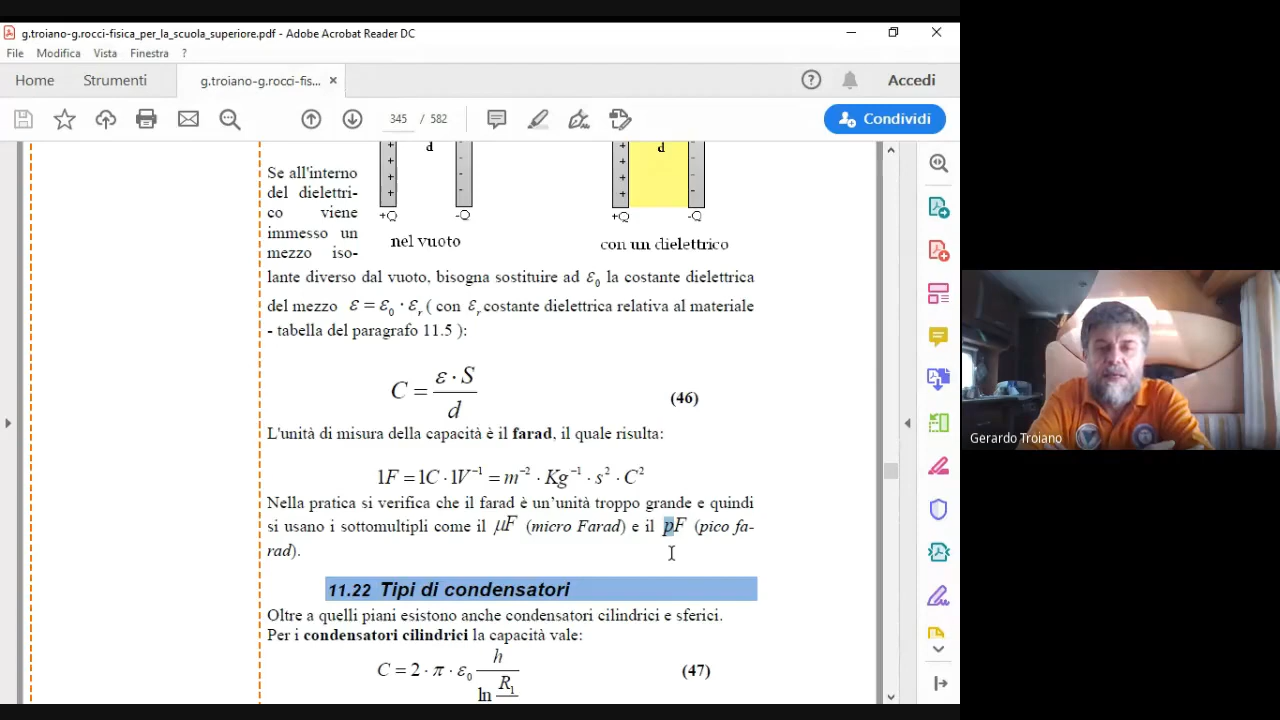 g.troiano-g.rocci-fisica_per_la_scuola_superiore.pdf - Adobe Acrobat Reader DC
File Modifica Vista Finestra ?
Home Strumenti g.troiano-g.rocci-fis... × Accedi
345 / 582 Condividi
d d
Se all'interno
del dielettri-
co viene
immesso un
mezzo iso-
+ + + + - - - + + + + - - -
+Q -Q +Q -Q
nel vuoto con un dielettrico
lante diverso dal vuoto, bisogna sostituire ad ε₀ la costante dielettrica
del mezzo ε = ε₀ · εᵣ ( con εᵣ costante dielettrica relativa al materiale
- tabella del paragrafo 11.5 ):
C = ε · S / d (46)
L'unità di misura della capacità è il farad, il quale risulta:
1F = 1C · 1V⁻¹ = m⁻² · Kg⁻¹ · s² · C²
Nella pratica si verifica che il farad è un'unità troppo grande e quindi
si usano i sottomultipli come il μF (micro Farad) e il pF (pico fa-
rad).
11.22 Tipi di condensatori
Oltre a quelli piani esistono anche condensatori cilindrici e sferici.
Per i condensatori cilindrici la capacità vale:
C = 2 · π · ε₀ h / ln R₁ (47)
Gerardo Troiano